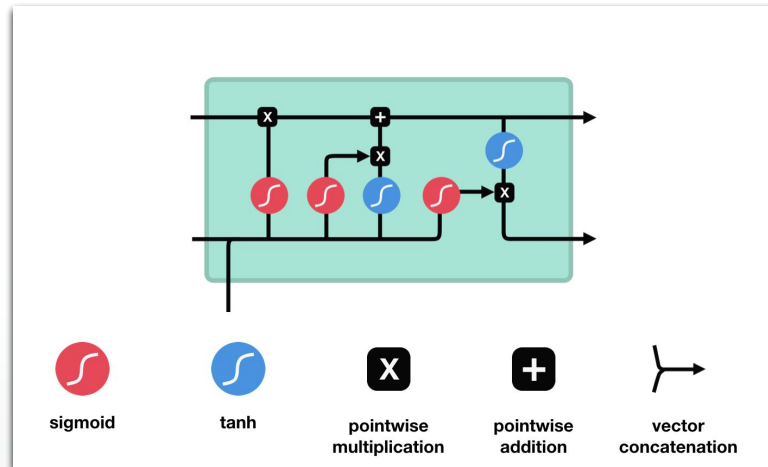 X
+
X
X
X
+
sigmoid
tanh
pointwise
multiplication
pointwise
addition
vector
concatenation